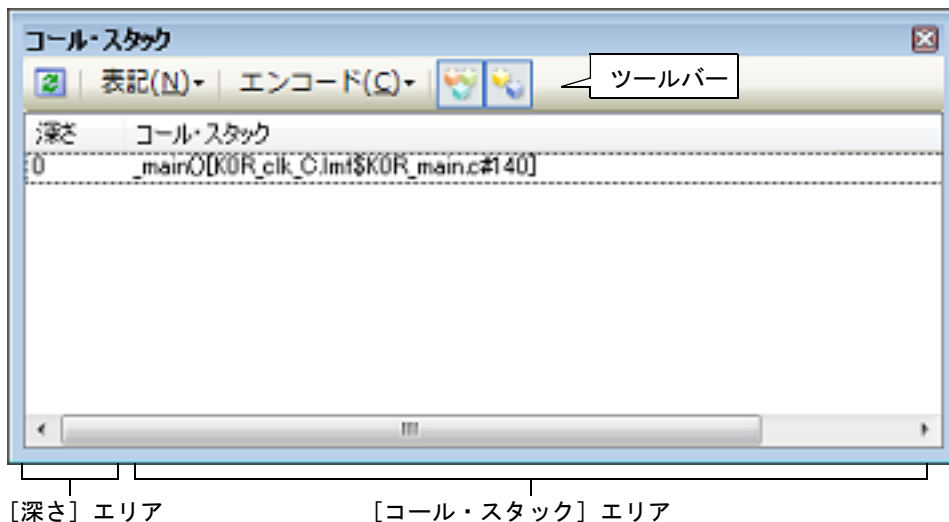 コール・スタック
表記(N) エンコード(C) ツールバー
深さ コール・スタック
0 _main()[K0R_clk_C.lmf$K0R_main.c#140]
[深さ] エリア [コール・スタック] エリア